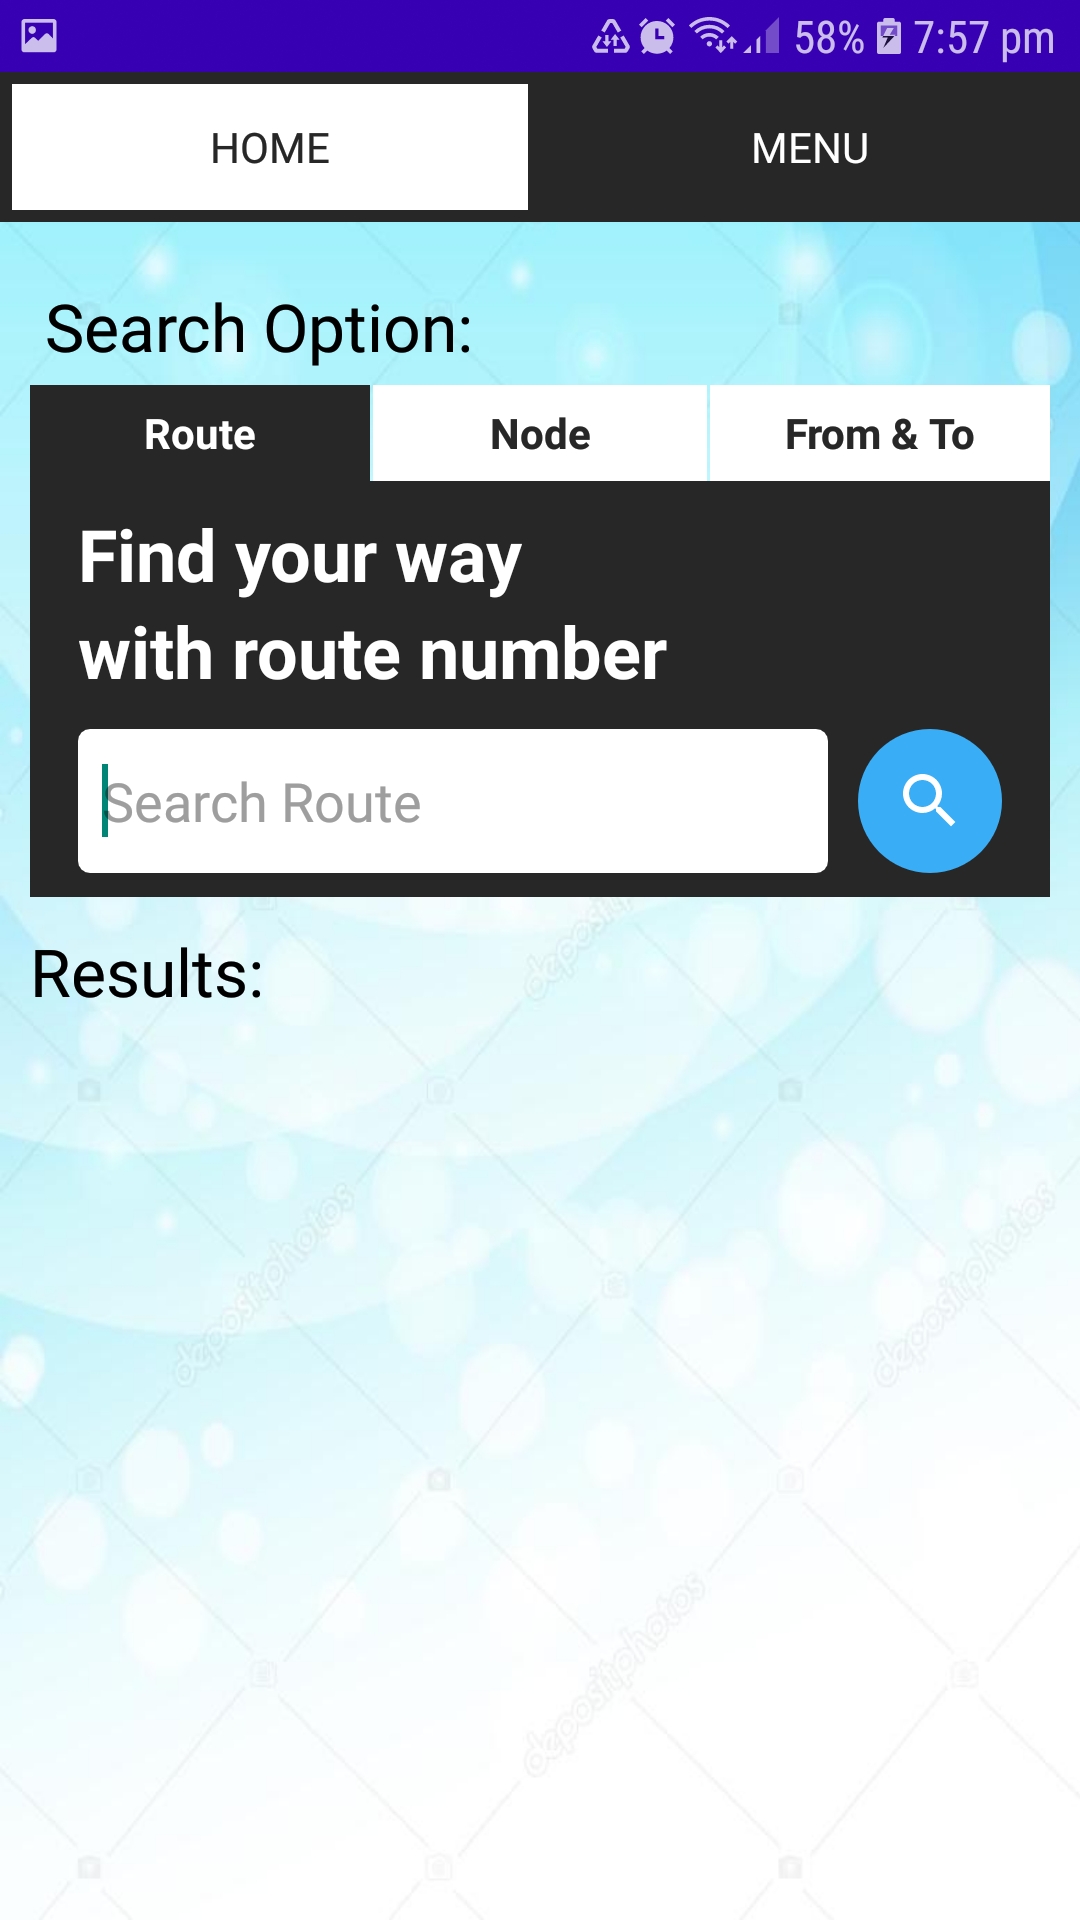 58% 7:57 pm
HOME MENU
Search Option:
Route Node From & To
Find your way
with route number
Search Route
Results:
depositphotos
depositphotos
depositphotos
depositphotos